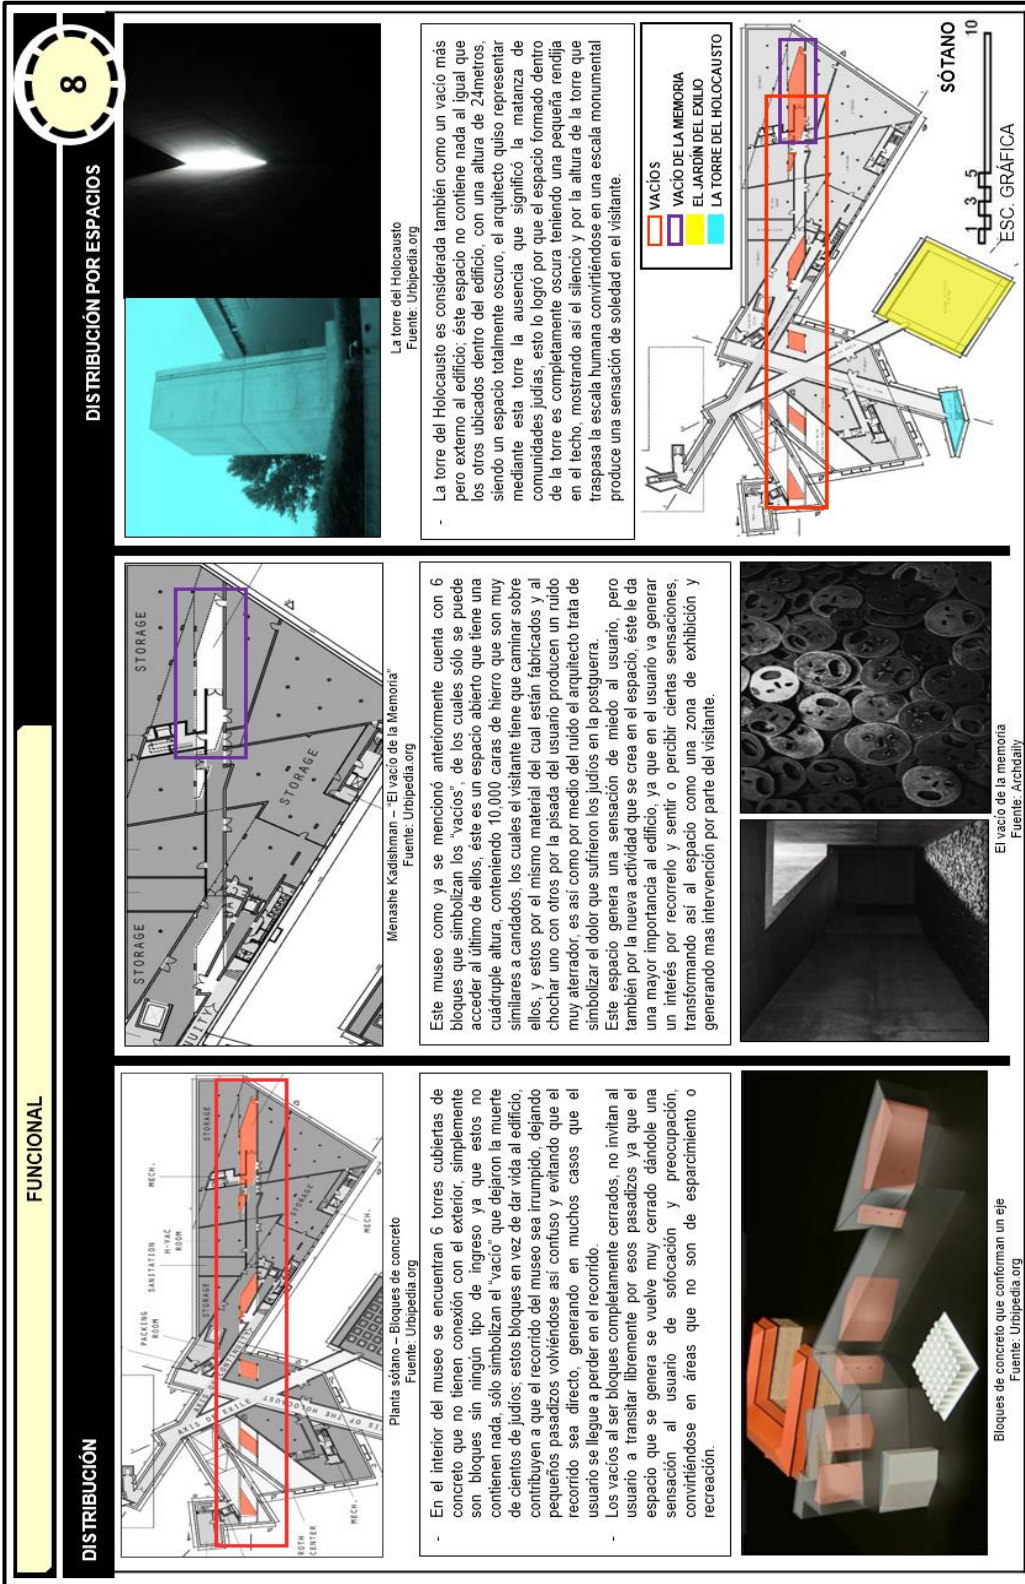 FUNCIONAL
8
DISTRIBUCIÓN
DISTRIBUCIÓN POR ESPACIOS
PACKING
ROOM
SANITATION
H-VAC
ROOM
MECH.
STORAGE
STORAGE
STORAGE
MECH.
MECH.
ROTH
CENTER
Planta sótano – Bloques de concreto
Fuente: Urbipedia.org
- En el interior del museo se encuentran 6 torres cubiertas de
concreto que no tienen conexión con el exterior, simplemente
son bloques sin ningún tipo de ingreso ya que estos no
contienen nada, sólo simbolizan el “vacío” que dejaron la muerte
de cientos de judíos; estos bloques en vez de dar vida al edificio,
contribuyen a que el recorrido del museo sea irrumpido, dejando
pequeños pasadizos volviéndose así confuso y evitando que el
recorrido sea directo, generando en muchos casos que el
usuario se llegue a perder en el recorrido.
- Los vacíos al ser bloques completamente cerrados, no invitan al
usuario a transitar libremente por esos pasadizos ya que el
espacio que se genera se vuelve muy cerrado dándole una
sensación al usuario de sofocación y preocupación,
convirtiéndose en áreas que no son de esparcimiento o
recreación.
Bloques de concreto que conforman un eje
Fuente: Urbipedia.org
STORAGE
STORAGE
STORAGE
Menashe Kadishman – “El vacío de la Memoria”
Fuente: Urbipedia.org
Este museo como ya se mencionó anteriormente cuenta con 6
bloques que simbolizan los “vacíos”, de los cuales sólo se puede
acceder al último de ellos, éste es un espacio abierto que tiene una
cuádruple altura, conteniendo 10,000 caras de hierro que son muy
similares a candados, los cuales el visitante tiene que caminar sobre
ellos, y estos por el mismo material del cual están fabricados y al
chochar uno con otros por la pisada del usuario producen un ruido
muy aterrador, es así como por medio del ruido el arquitecto trata de
simbolizar el dolor que sufrieron los judíos en la postguerra.
Este espacio genera una sensación de miedo al usuario, pero
también por la nueva actividad que se crea en el espacio, éste le da
una mayor importancia al edificio, ya que en el usuario va generar
un interés por recorrerlo y sentir o percibir ciertas sensaciones,
transformando así al espacio como una zona de exhibición y
generando mas intervención por parte del visitante.
El vacío de la memoria
Fuente: Archdaily
La torre del Holocausto
Fuente: Urbipedia.org
- La torre del Holocausto es considerada también como un vacío más
pero externo al edificio; éste espacio no contiene nada al igual que
los otros ubicados dentro del edificio, con una altura de 24metros,
siendo un espacio totalmente oscuro, el arquitecto quiso representar
mediante esta torre la ausencia que significó la matanza de
comunidades judías, esto lo logró por que el espacio formado dentro
de la torre es completamente oscura teniendo una pequeña rendija
en el techo, mostrando así el silencio y por la altura de la torre que
traspasa la escala humana convirtiéndose en una escala monumental
produce una sensación de soledad en el visitante.
VACÍOS
VACÍO DE LA MEMORIA
EL JARDÍN DEL EXILIO
LA TORRE DEL HOLOCAUSTO
SÓTANO
1 3 5 10
ESC. GRÁFICA